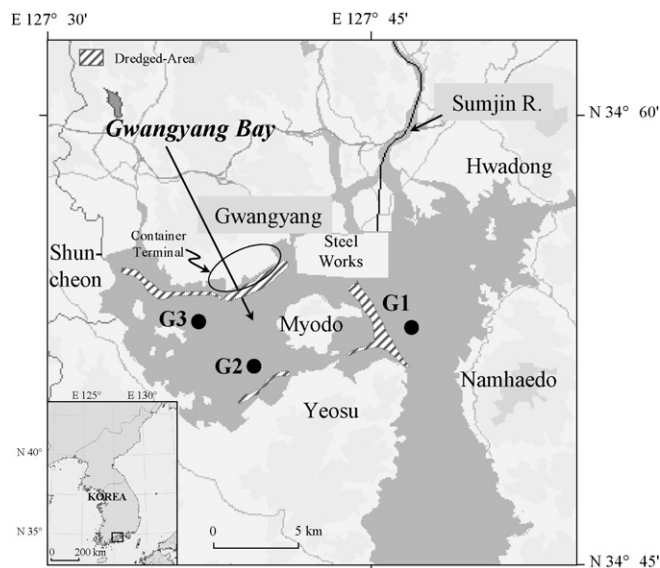 E 127° 30'
E 127° 45'
Dredged-Area
Sumjin R.
N 34° 60'
Gwangyang Bay
Hwadong
Gwangyang
Container
Terminal
Steel
Works
Shun-
cheon
G1
G3
Myodo
G2
Namhaedo
Yeosu
E 125°
E 130°
N 40°
KOREA
N 35°
0
200 km
0
5 km
N 34° 45'